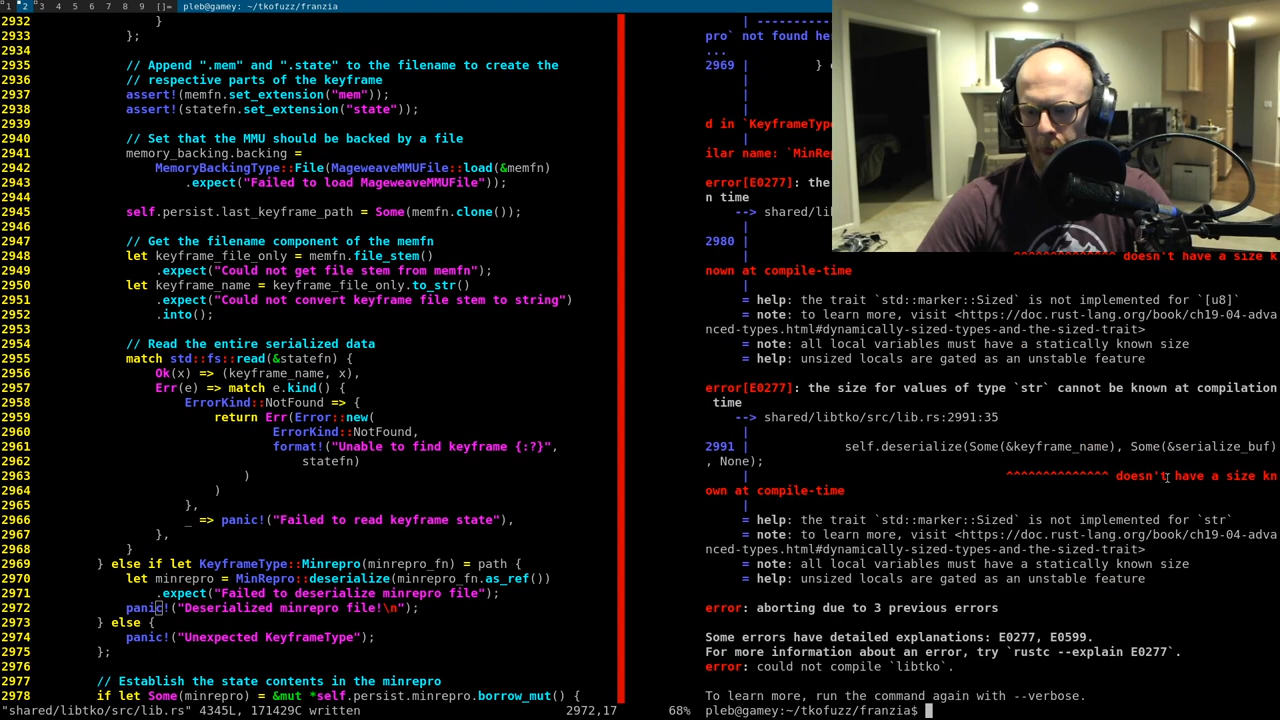 1 2 3 4 5 6 7 8 9 []= pleb@gamey: ~/tkofuzz/franzia
2932                 }
2933             };
2934
2935             // Append ".mem" and ".state" to the filename to create the
2936             // respective parts of the keyframe
2937             assert!(memfn.set_extension("mem"));
2938             assert!(statefn.set_extension("state"));
2939
2940             // Set that the MMU should be backed by a file
2941             memory_backing.backing =
2942                 MemoryBackingType::File(MageweaveMMUFile::load(&memfn)
2943                     .expect("Failed to load MageweaveMMUFile"));
2944
2945             self.persist.last_keyframe_path = Some(memfn.clone());
2946
2947             // Get the filename component of the memfn
2948             let keyframe_file_only = memfn.file_stem()
2949                 .expect("Could not get file stem from memfn");
2950             let keyframe_name = keyframe_file_only.to_str()
2951                 .expect("Could not convert keyframe file stem to string")
2952                 .into();
2953
2954             // Read the entire serialized data
2955             match std::fs::read(&statefn) {
2956                 Ok(x) => (keyframe_name, x),
2957                 Err(e) => match e.kind() {
2958                     ErrorKind::NotFound => {
2959                         return Err(Error::new(
2960                                 ErrorKind::NotFound,
2961                                 format!("Unable to find keyframe {:?}",
2962                                     statefn)
2963                             )
2964                         )
2965                     },
2966                     _ => panic!("Failed to read keyframe state"),
2967                 },
2968             }
2969         } else if let KeyframeType::Minrepro(minrepro_fn) = path {
2970             let minrepro = MinRepro::deserialize(minrepro_fn.as_ref())
2971                 .expect("Failed to deserialize minrepro file");
2972             panic!("Deserialized minrepro file!\n");
2973         } else {
2974             panic!("Unexpected KeyframeType");
2975         };
2976
2977         // Establish the state contents in the minrepro
2978         if let Some(minrepro) = &mut *self.persist.minrepro.borrow_mut() {
"shared/libtko/src/lib.rs" 4345L, 171429C written 2972,17 68%
| -----------
pro` not found he
...
2969 |         } e
|
d in `KeyframeType
|
ilar name: `MinRep
error[E0277]: the
n time
--> shared/lib
2980 |
| ^^^^^^^^^^^^^^ doesn't have a size k
nown at compile-time
|
= help: the trait `std::marker::Sized` is not implemented for `[u8]`
= note: to learn more, visit <https://doc.rust-lang.org/book/ch19-04-adva
nced-types.html#dynamically-sized-types-and-the-sized-trait>
= note: all local variables must have a statically known size
= help: unsized locals are gated as an unstable feature
error[E0277]: the size for values of type `str` cannot be known at compilation
time
--> shared/libtko/src/lib.rs:2991:35
|
2991 |             self.deserialize(Some(&keyframe_name), Some(&serialize_buf)
, None);
| ^^^^^^^^^^^^^^ doesn't have a size kn
own at compile-time
|
= help: the trait `std::marker::Sized` is not implemented for `str`
= note: to learn more, visit <https://doc.rust-lang.org/book/ch19-04-adva
nced-types.html#dynamically-sized-types-and-the-sized-trait>
= note: all local variables must have a statically known size
= help: unsized locals are gated as an unstable feature
error: aborting due to 3 previous errors
Some errors have detailed explanations: E0277, E0599.
For more information about an error, try `rustc --explain E0277`.
error: could not compile `libtko`.
To learn more, run the command again with --verbose.
pleb@gamey:~/tkofuzz/franzia$